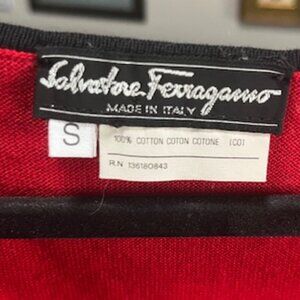 Salvatore Ferragamo
MADE IN ITALY
S
100% COTTON COTON COTONE (CO)
R.N 136180843